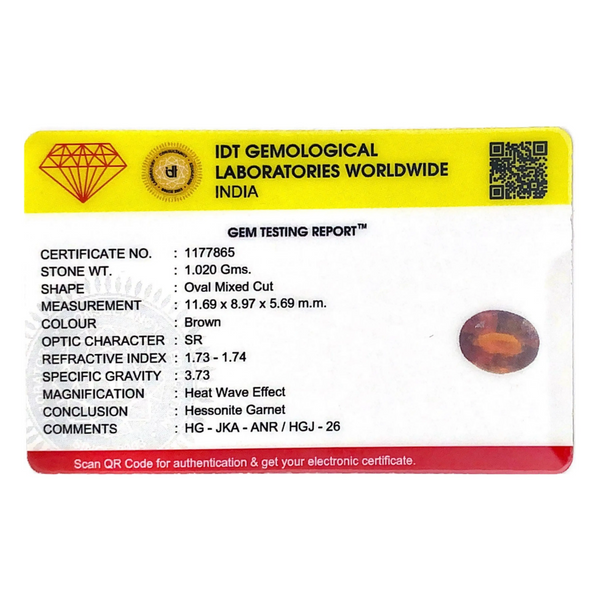 IDT GEMOLOGICAL
LABORATORIES WORLDWIDE
INDIA
GEM TESTING REPORT™
CERTIFICATE NO. : 1177865
STONE WT. : 1.020 Gms.
SHAPE : Oval Mixed Cut
MEASUREMENT : 11.69 x 8.97 x 5.69 m.m.
COLOUR : Brown
OPTIC CHARACTER : SR
REFRACTIVE INDEX : 1.73 - 1.74
SPECIFIC GRAVITY : 3.73
MAGNIFICATION : Heat Wave Effect
CONCLUSION : Hessonite Garnet
COMMENTS : HG - JKA - ANR / HGJ - 26
Scan QR Code for authentication & get your electronic certificate.